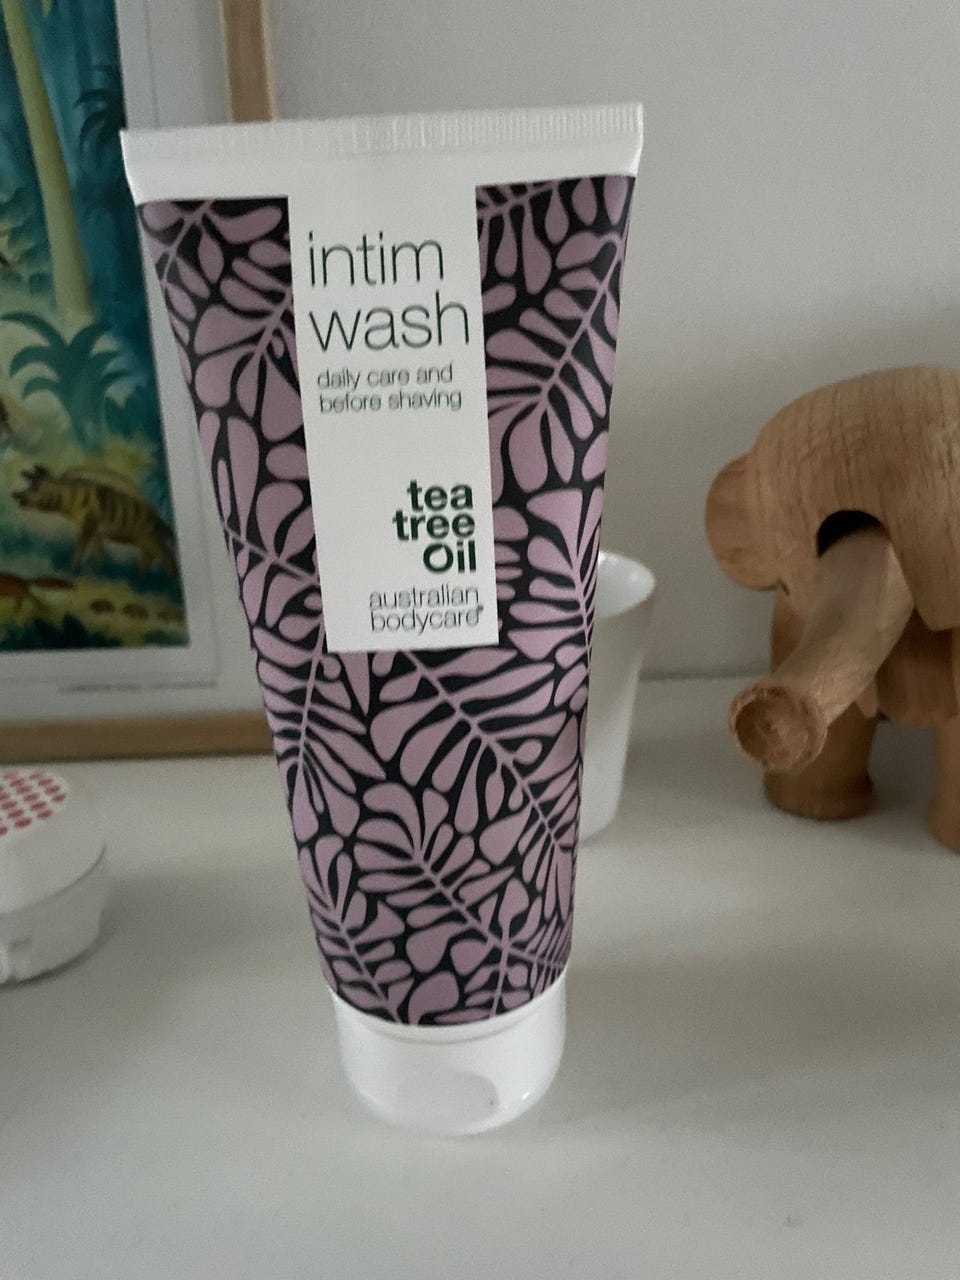 intim
wash
daily care and
before shaving
tea
tree
Oil
australian
bodycare®